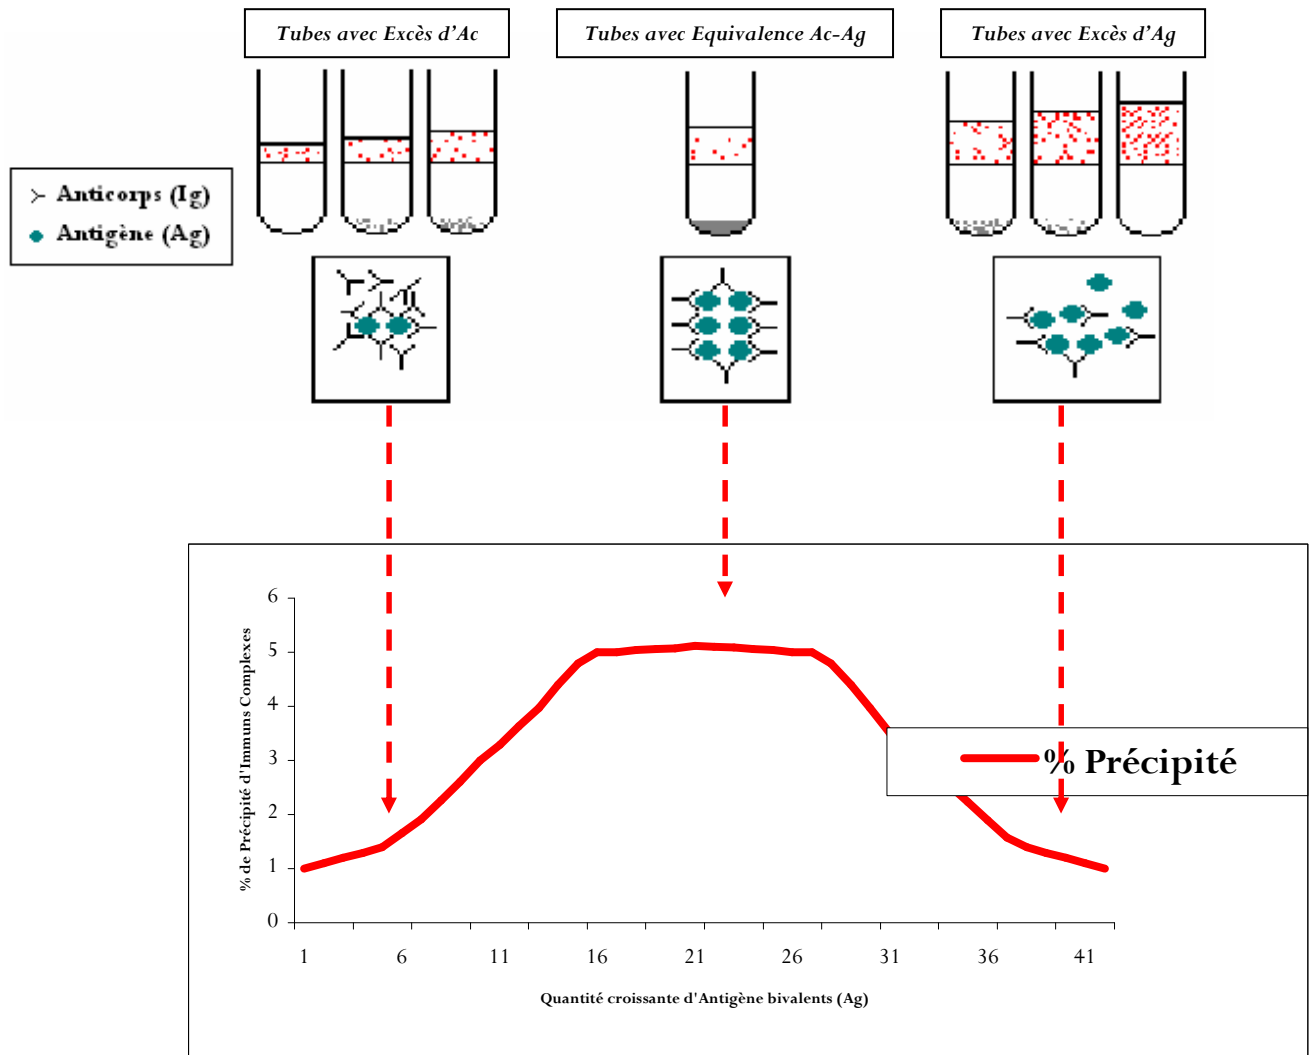 Tubes avec Excès d'Ac
Tubes avec Equivalence Ac-Ag
Tubes avec Excès d'Ag
Anticorps (Ig)
Antigène (Ag)
% de Précipité d'Immuns Complexes
6
5
4
3
2
1
0
% Précipité
1 6 11 16 21 26 31 36 41
Quantité croissante d'Antigène bivalents (Ag)